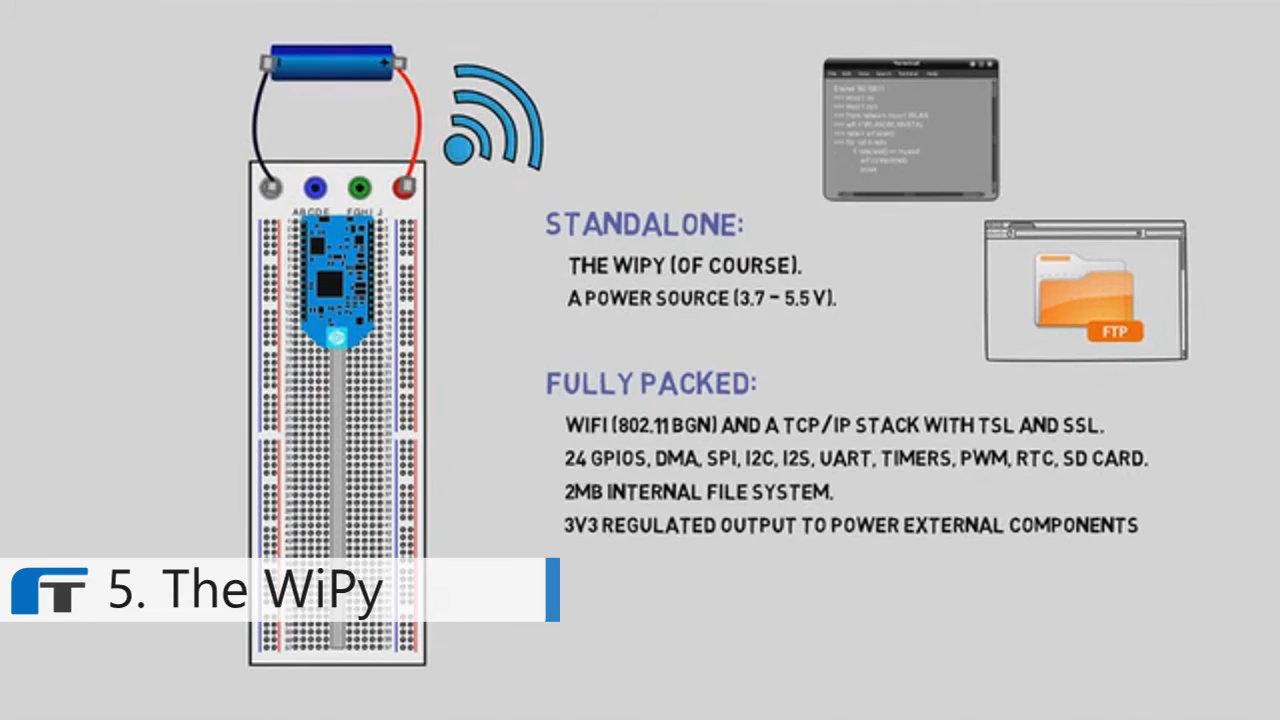 Terminal
STANDALONE:
THE WIPY (OF COURSE).
A POWER SOURCE (3.7 - 5.5 V).
FTP
FULLY PACKED:
WIFI (802.11 BGN) AND A TCP/IP STACK WITH TSL AND SSL.
24 GPIOS, DMA, SPI, I2C, I2S, UART, TIMERS, PWM, RTC, SD CARD.
2MB INTERNAL FILE SYSTEM.
3V3 REGULATED OUTPUT TO POWER EXTERNAL COMPONENTS
5. The WiPy